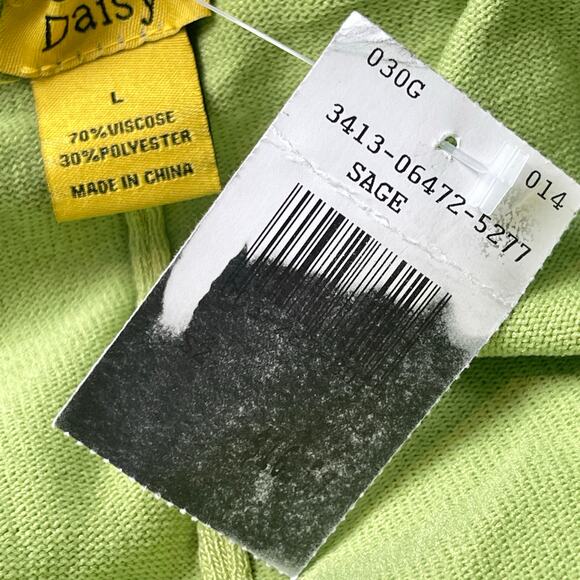 Daisy
L
70% VISCOSE
30% POLYESTER
MADE IN CHINA
030G
014
3413-06472-5277
SAGE